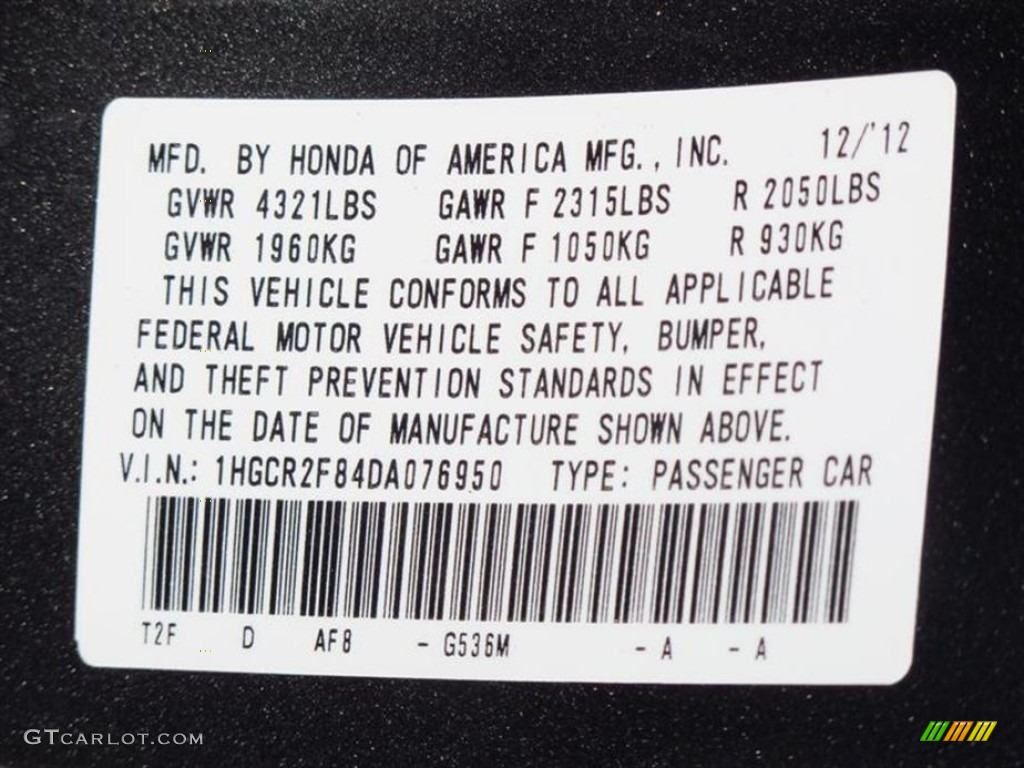 MFD. BY HONDA OF AMERICA MFG., INC. 12/'12
GVWR 4321LBS GAWR F 2315LBS R 2050LBS
GVWR 1960KG GAWR F 1050KG R 930KG
THIS VEHICLE CONFORMS TO ALL APPLICABLE
FEDERAL MOTOR VEHICLE SAFETY, BUMPER,
AND THEFT PREVENTION STANDARDS IN EFFECT
ON THE DATE OF MANUFACTURE SHOWN ABOVE.
V.I.N.: 1HGCR2F84DA076950 TYPE: PASSENGER CAR
T2F D AF8 - G536M - A - A
GTCARLOT.COM